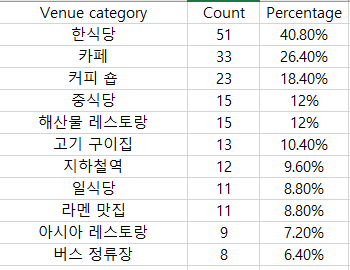 Venue category Count Percentage
한식당 51 40.80%
카페 33 26.40%
커피 숍 23 18.40%
중식당 15 12%
해산물 레스토랑 15 12%
고기 구이집 13 10.40%
지하철역 12 9.60%
일식당 11 8.80%
라멘 맛집 11 8.80%
아시아 레스토랑 9 7.20%
버스 정류장 8 6.40%